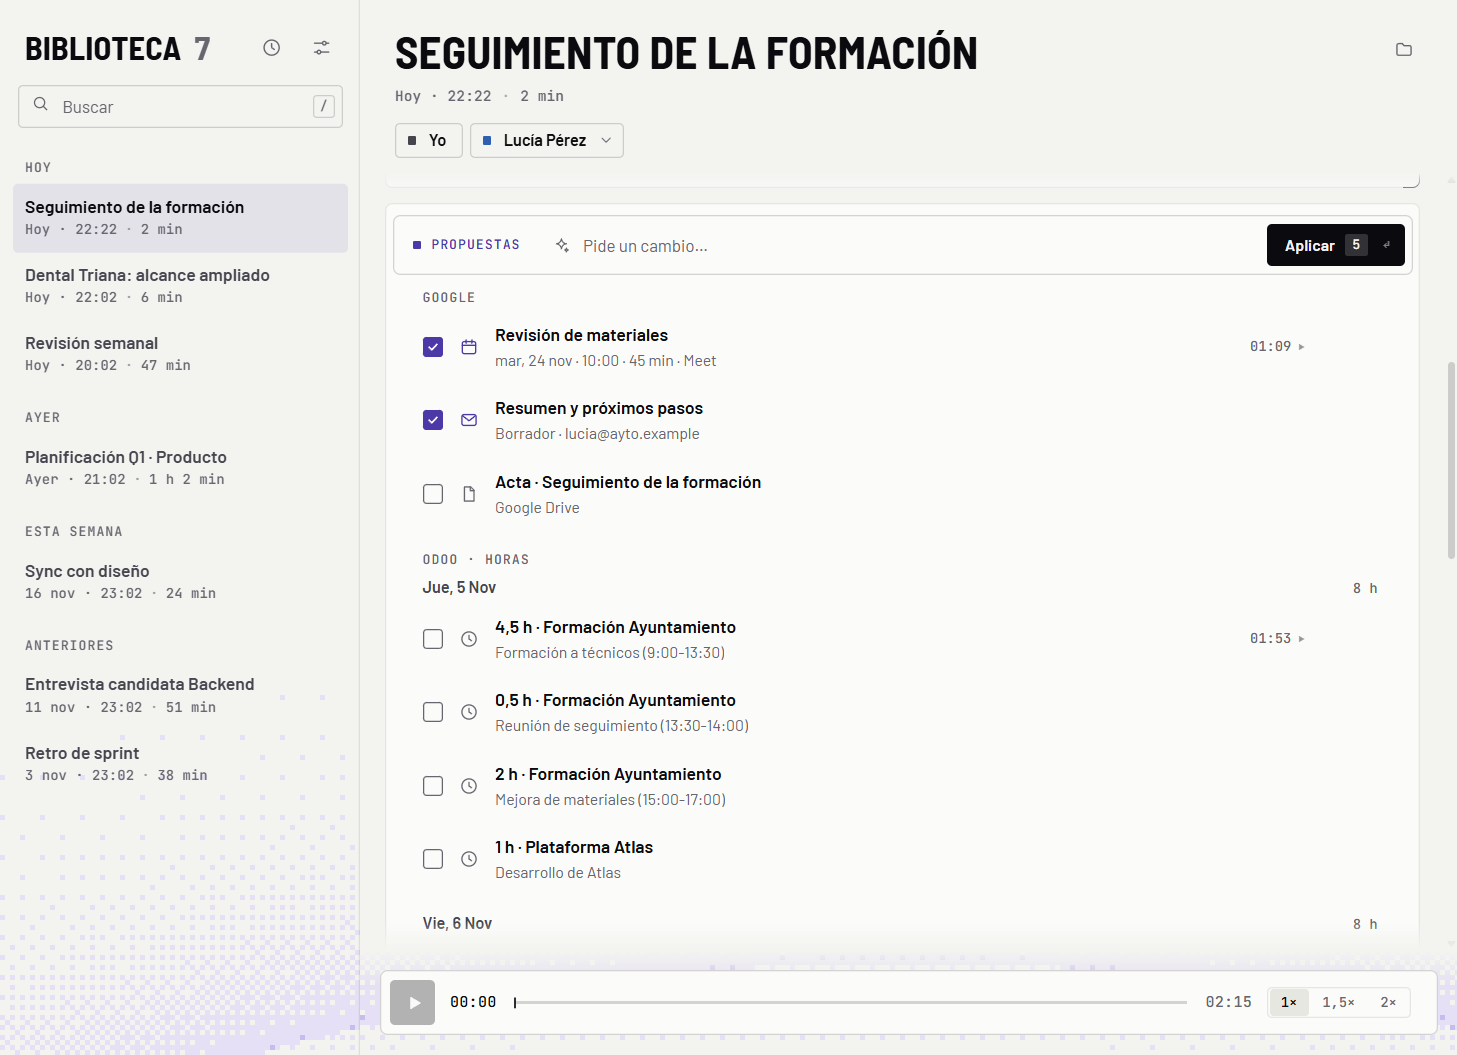 BIBLIOTECA 7
Buscar /
HOY
Seguimiento de la formación
Hoy · 22:22 · 2 min
Dental Triana: alcance ampliado
Hoy · 22:02 · 6 min
Revisión semanal
Hoy · 20:02 · 47 min
AYER
Planificación Q1 · Producto
Ayer · 21:02 · 1 h 2 min
ESTA SEMANA
Sync con diseño
16 nov · 23:02 · 24 min
ANTERIORES
Entrevista candidata Backend
11 nov · 23:02 · 51 min
Retro de sprint
3 nov · 23:02 · 38 min
SEGUIMIENTO DE LA FORMACIÓN
Hoy · 22:22 · 2 min
Yo Lucía Pérez
PROPUESTAS Pide un cambio... Aplicar 5
GOOGLE
Revisión de materiales
mar, 24 nov · 10:00 · 45 min · Meet 01:09
Resumen y próximos pasos
Borrador · lucia@ayto.example
Acta · Seguimiento de la formación
Google Drive
ODOO · HORAS
Jue, 5 Nov 8 h
4,5 h · Formación Ayuntamiento
Formación a técnicos (9:00-13:30) 01:53
0,5 h · Formación Ayuntamiento
Reunión de seguimiento (13:30-14:00)
2 h · Formación Ayuntamiento
Mejora de materiales (15:00-17:00)
1 h · Plataforma Atlas
Desarrollo de Atlas
Vie, 6 Nov 8 h
00:00 02:15 1× 1,5× 2×